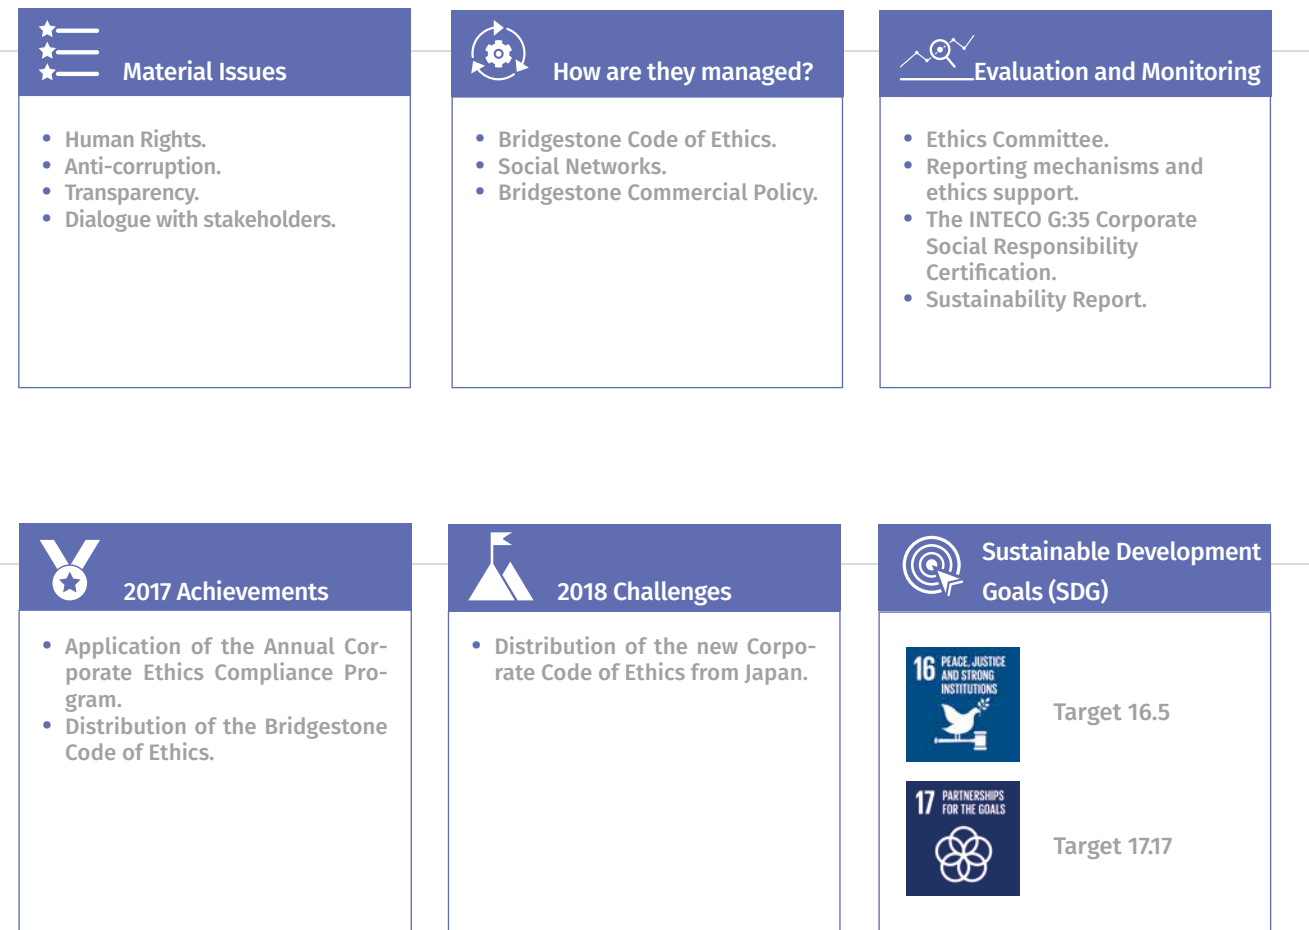 Material Issues
• Human Rights.
• Anti-corruption.
• Transparency.
• Dialogue with stakeholders.
How are they managed?
• Bridgestone Code of Ethics.
• Social Networks.
• Bridgestone Commercial Policy.
Evaluation and Monitoring
• Ethics Committee.
• Reporting mechanisms and
ethics support.
• The INTECO G:35 Corporate
Social Responsibility
Certification.
• Sustainability Report.
2017 Achievements
• Application of the Annual Cor-
porate Ethics Compliance Pro-
gram.
• Distribution of the Bridgestone
Code of Ethics.
2018 Challenges
• Distribution of the new Corpo-
rate Code of Ethics from Japan.
Sustainable Development
Goals (SDG)
16 PEACE, JUSTICE
AND STRONG
INSTITUTIONS
Target 16.5
17 PARTNERSHIPS
FOR THE GOALS
Target 17.17